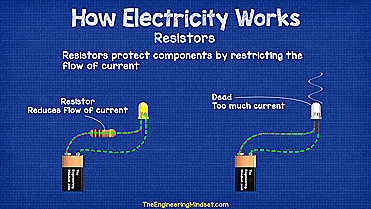 How Electricity Works
Resistors
Resistors protect components by restricting the
flow of current
Resistor
Reduces flow of current
Dead
Too much current
TheEngineeringMindset.com